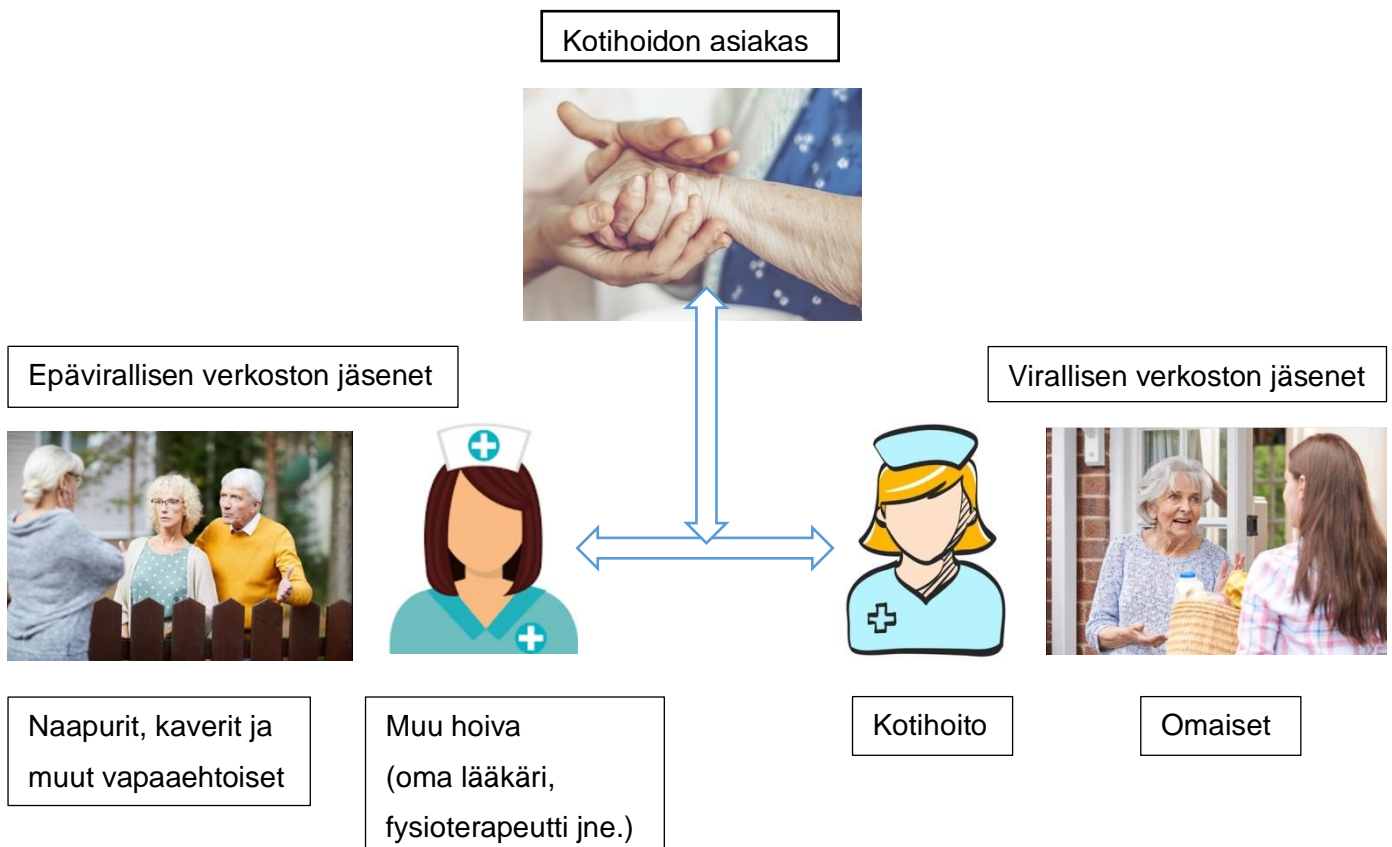 Kotihoidon asiakas
Epävirallisen verkoston jäsenet
Virallisen verkoston jäsenet
Naapurit, kaverit ja
muut vapaaehtoiset
Muu hoiva
(oma lääkäri,
fysioterapeutti jne.)
Kotihoito
Omaiset